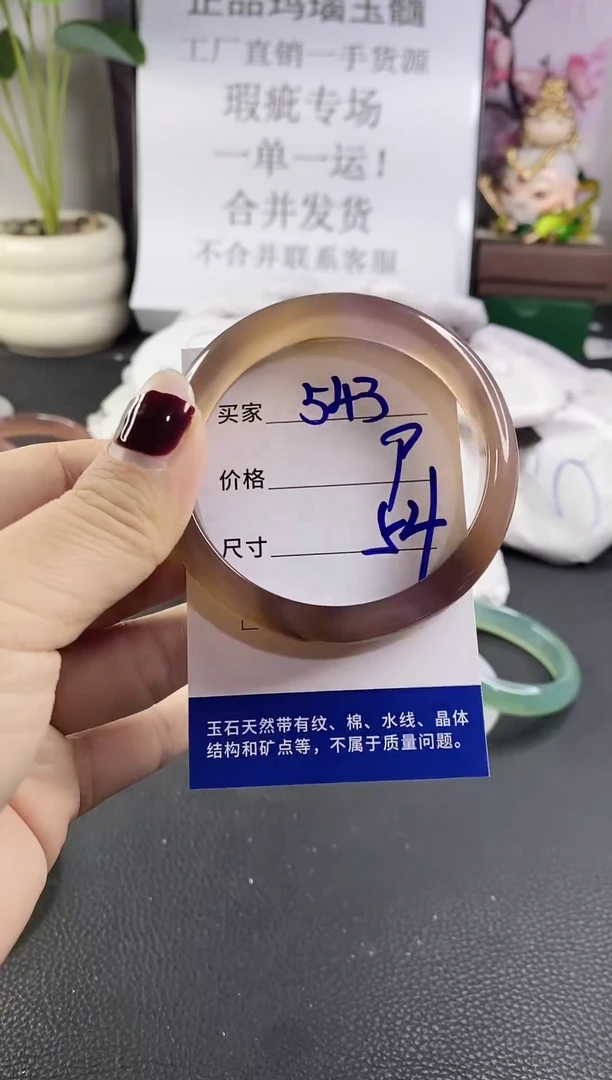 正品玛瑙玉髓
工厂直销一手货源
瑕疵专场
一单一运！
合并发货
不合并联系客服
买家 543
价格
尺寸 54
玉石天然带有纹、棉、水线、晶体
结构和矿点等，不属于质量问题。